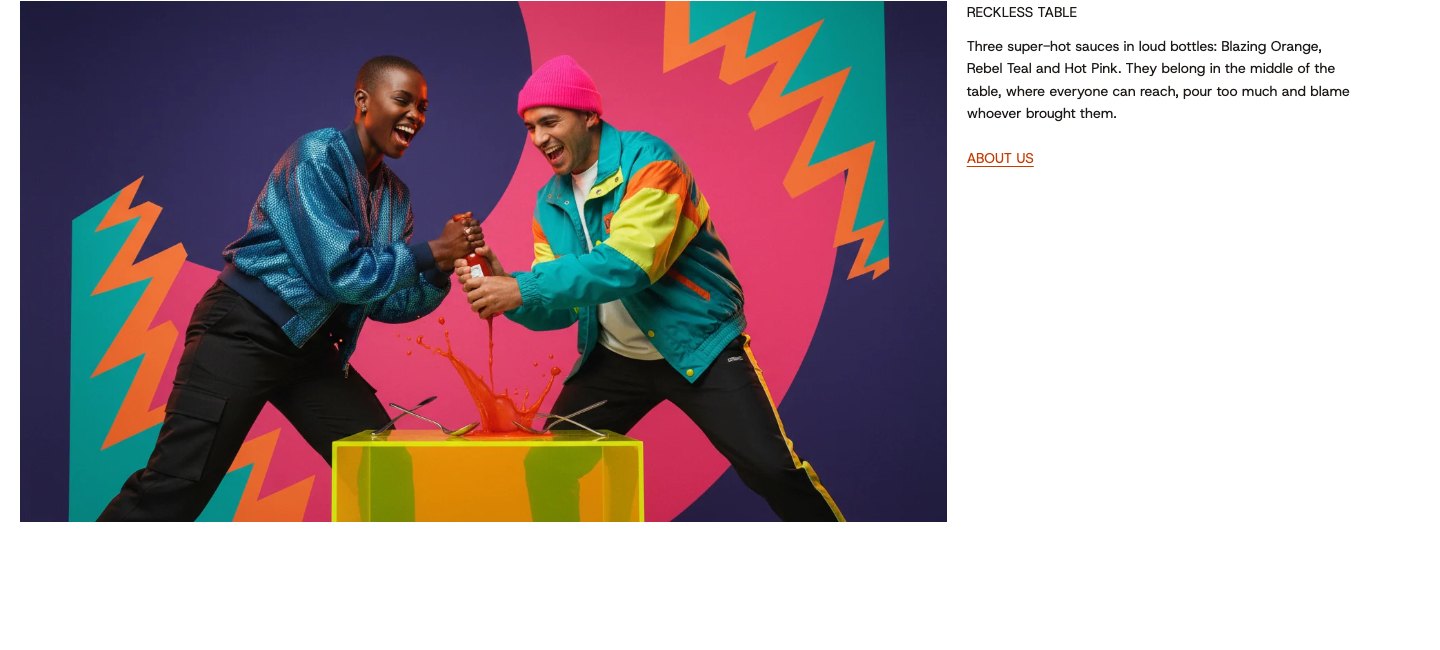 RECKLESS TABLE
Three super-hot sauces in loud bottles: Blazing Orange,
Rebel Teal and Hot Pink. They belong in the middle of the
table, where everyone can reach, pour too much and blame
whoever brought them.
ABOUT US